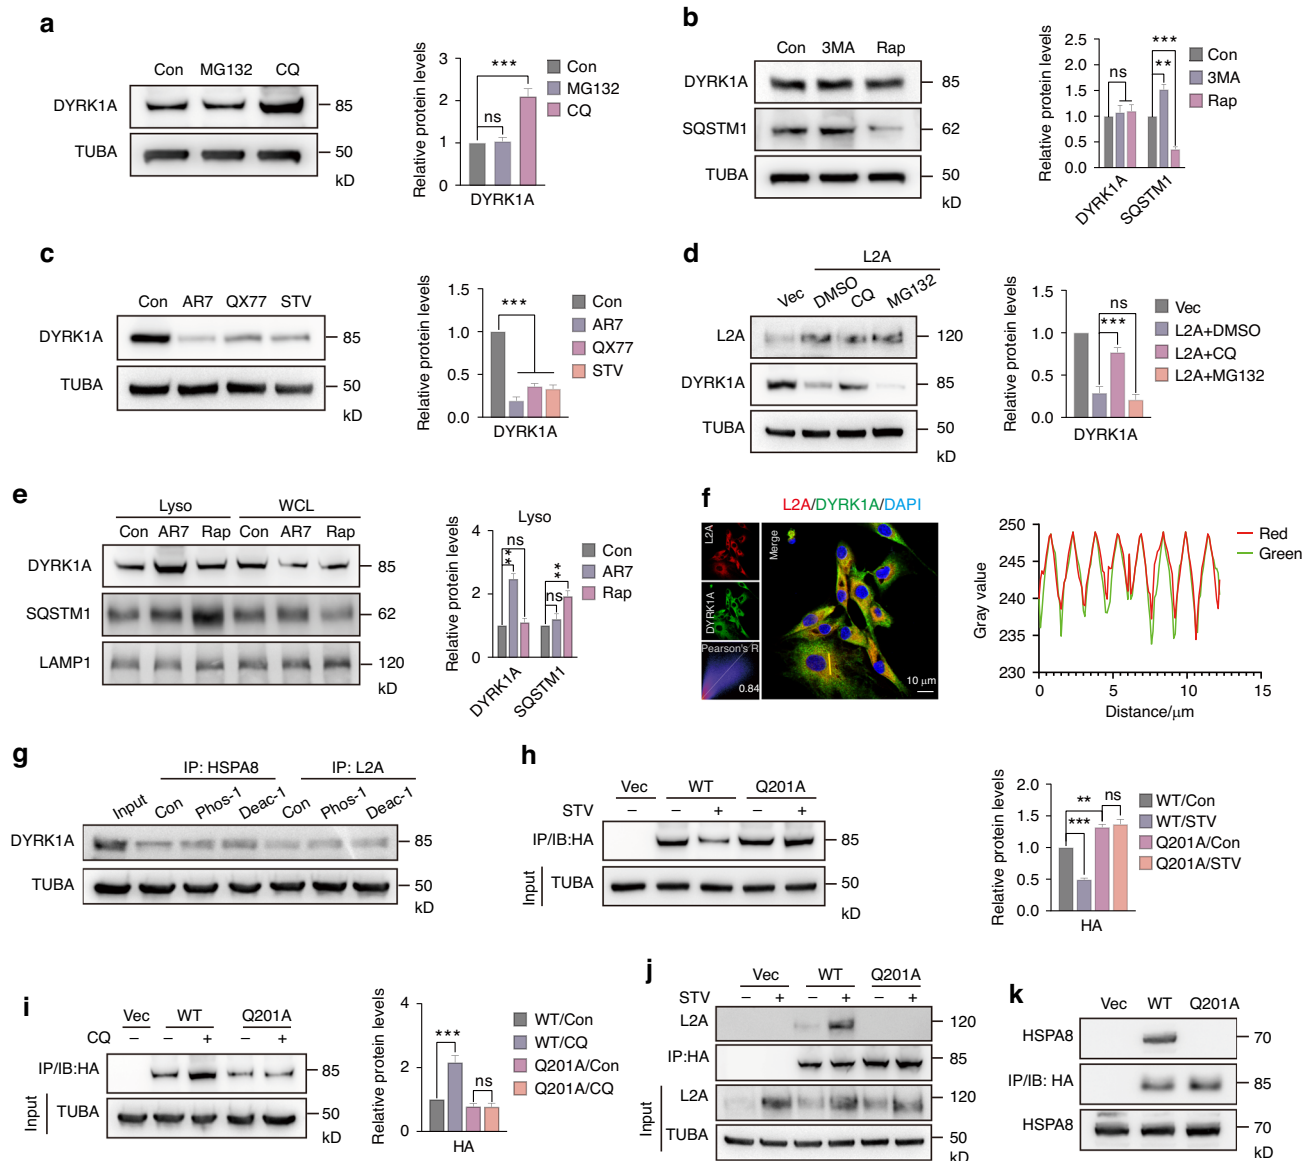 a
Con MG132 CQ
DYRK1A
85
TUBA
50
kD
Relative protein levels
3
2
1
0
***
ns
DYRK1A
Con
MG132
CQ
b
Con 3MA Rap
DYRK1A
85
SQSTM1
62
TUBA
50
kD
Relative protein levels
2.5
2.0
1.5
1.0
0.5
0.0
ns
***
**
DYRK1A
SQSTM1
Con
3MA
Rap
c
Con AR7 QX77 STV
DYRK1A
85
TUBA
50
kD
Relative protein levels
1.5
1.0
0.5
0.0
***
DYRK1A
Con
AR7
QX77
STV
d
L2A
Vec DMSO CQ MG132
L2A
120
DYRK1A
85
TUBA
50
kD
Relative protein levels
1.5
1.0
0.5
0.0
ns
***
DYRK1A
Vec
L2A+DMSO
L2A+CQ
L2A+MG132
e
Lyso WCL
Con AR7 Rap Con AR7 Rap
DYRK1A
85
SQSTM1
62
LAMP1
120
kD
Lyso
Relative protein levels
4
2
0
ns
**
**
ns
DYRK1A
SQSTM1
Con
AR7
Rap
f
L2A/DYRK1A/DAPI
L2A
DYRK1A
Pearson's R
0.84
Merge
10 μm
Gray value
250
245
240
235
230
0 5 10 15
Distance/μm
Red
Green
g
IP: HSPA8 IP: L2A
Input Con Phos-1 Deac-1 Con Phos-1 Deac-1
DYRK1A
85
TUBA
50
kD
h
Vec WT Q201A
STV − − + − +
IP/IB:HA
85
Input
TUBA
50
kD
Relative protein levels
2.0
1.5
1.0
0.5
0.0
** ns
***
HA
WT/Con
WT/STV
Q201A/Con
Q201A/STV
i
Vec WT Q201A
CQ − − + − +
IP/IB:HA
85
Input
TUBA
50
kD
Relative protein levels
4
2
0
***
ns
HA
WT/Con
WT/CQ
Q201A/Con
Q201A/CQ
j
Vec WT Q201A
STV − + − + − +
L2A
120
IP:HA
85
Input
L2A
120
TUBA
50
kD
k
Vec WT Q201A
HSPA8
70
IP/IB: HA
85
HSPA8
70
kD